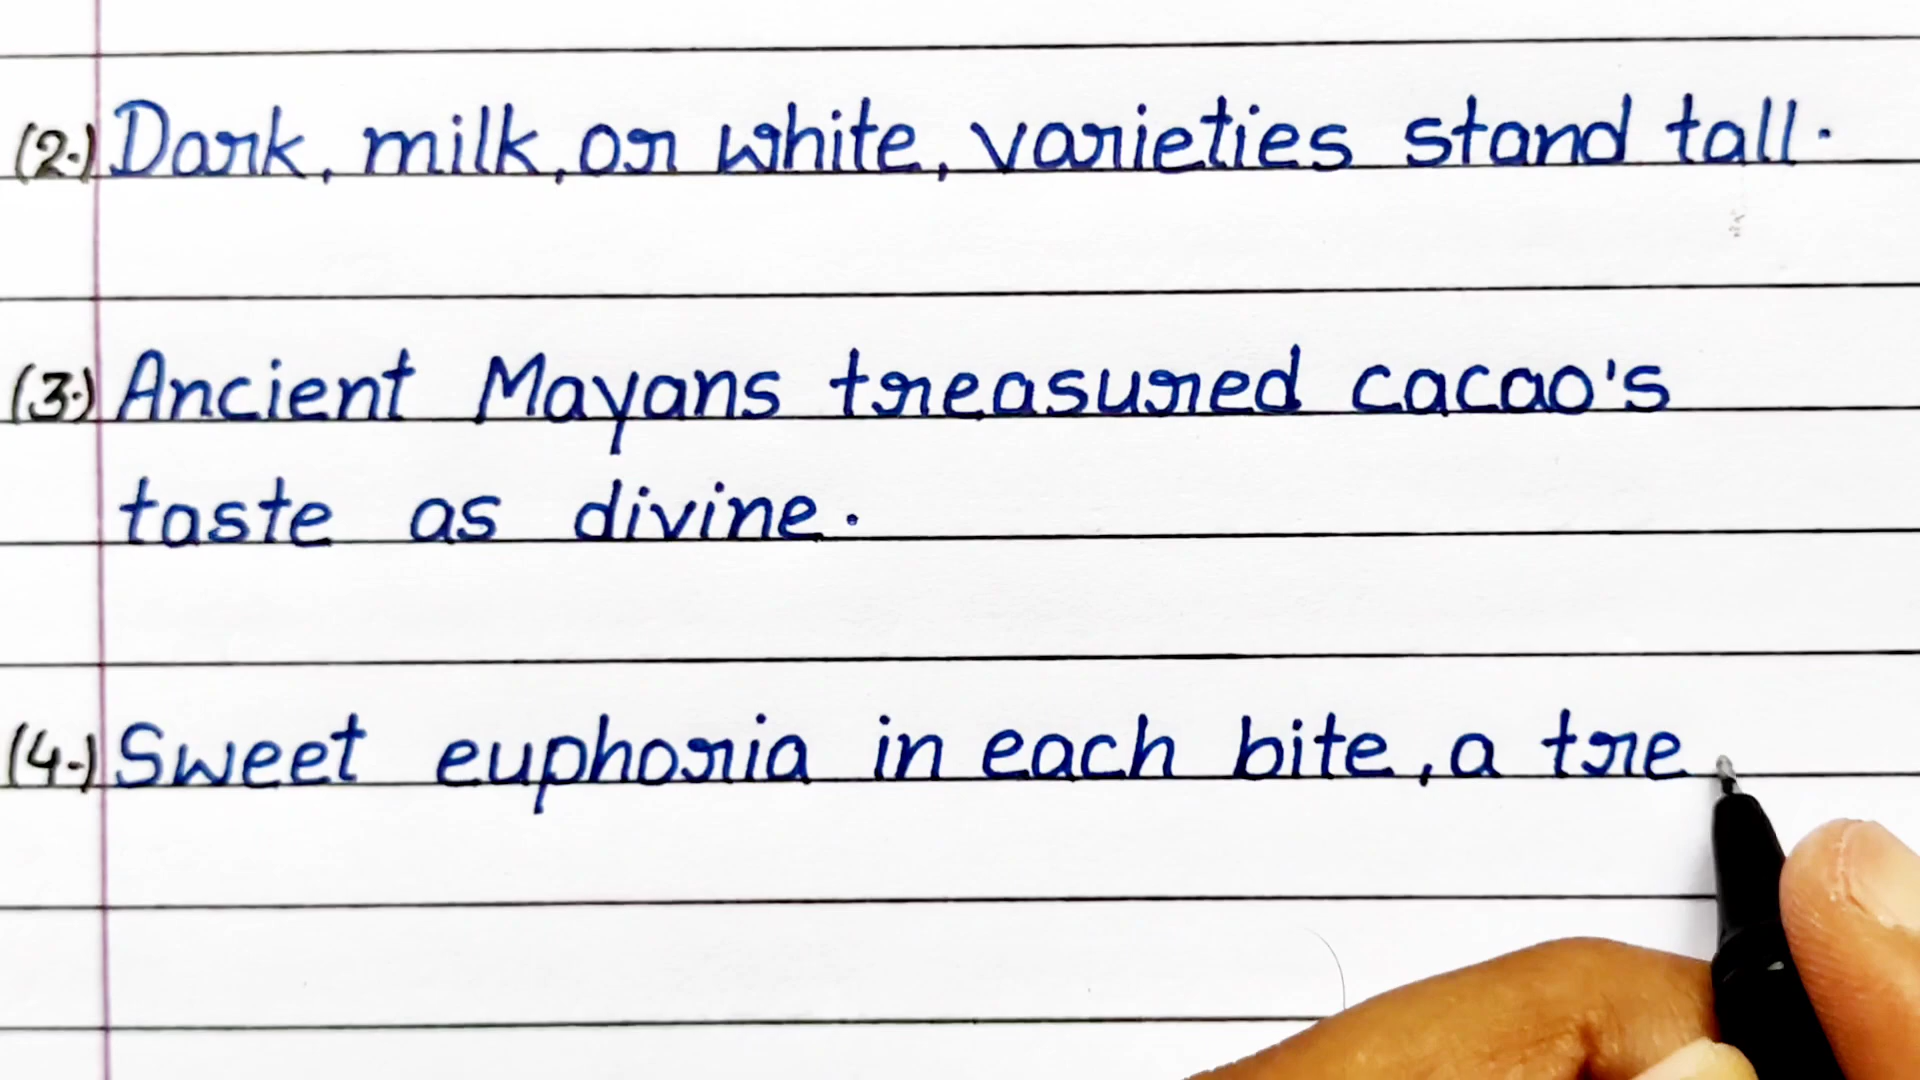 (2.) Dark, milk, or white, varieties stand tall.
(3.) Ancient Mayans treasured cacao's
taste as divine.
(4.) Sweet euphoria in each bite, a tre